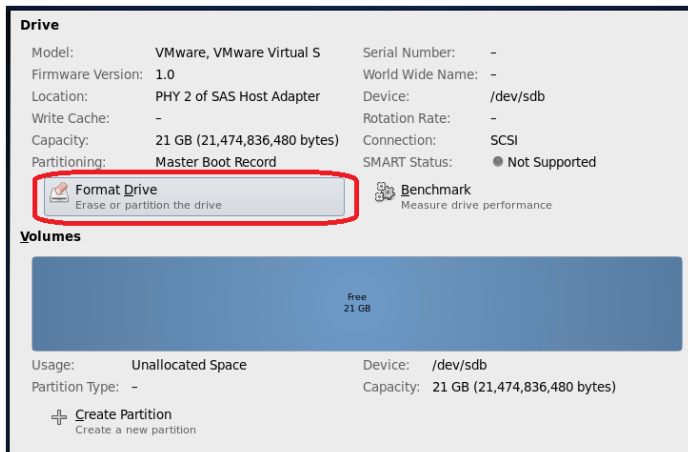 Drive
Model: VMware, VMware Virtual S Serial Number: –
Firmware Version: 1.0 World Wide Name: –
Location: PHY 2 of SAS Host Adapter Device: /dev/sdb
Write Cache: – Rotation Rate: –
Capacity: 21 GB (21,474,836,480 bytes) Connection: SCSI
Partitioning: Master Boot Record SMART Status: Not Supported
Format Drive Benchmark
Erase or partition the drive Measure drive performance
Volumes
Free
21 GB
Usage: Unallocated Space Device: /dev/sdb
Partition Type: – Capacity: 21 GB (21,474,836,480 bytes)
Create Partition
Create a new partition